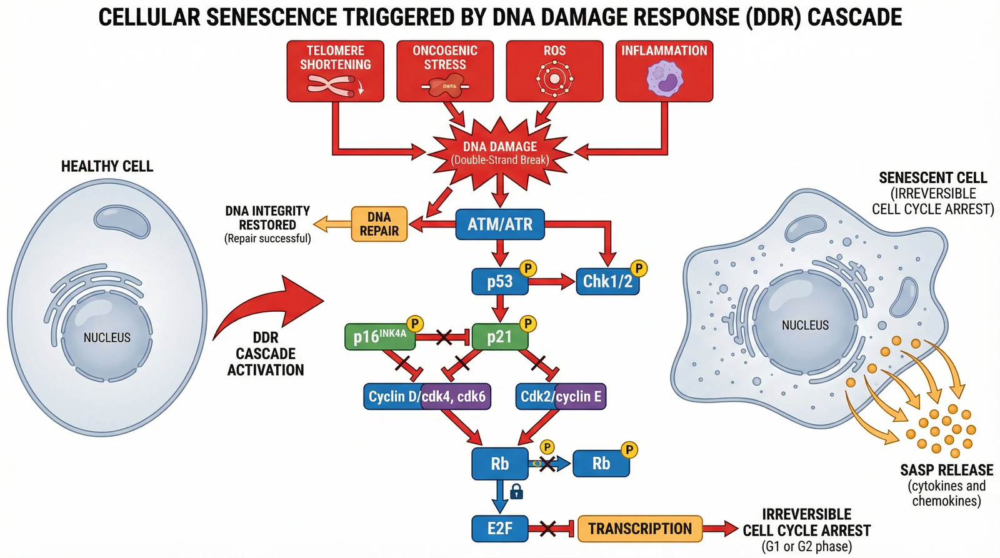 CELLULAR SENESCENCE TRIGGERED BY DNA DAMAGE RESPONSE (DDR) CASCADE
TELOMERE
SHORTENING
ONCOGENIC
STRESS
ROS
INFLAMMATION
DNA DAMAGE
(Double-Strand Break)
HEALTHY CELL
NUCLEUS
DNA INTEGRITY
RESTORED
(Repair successful)
DNA
REPAIR
ATM/ATR
p53
P
Chk1/2
P
DDR
CASCADE
ACTIVATION
p16INK4A
P
p21
P
Cyclin D/cdk4, cdk6
Cdk2/cyclin E
Rb
P
Rb
P
E2F
TRANSCRIPTION
IRREVERSIBLE
CELL CYCLE ARREST
(G1 or G2 phase)
SENESCENT CELL
(IRREVERSIBLE
CELL CYCLE ARREST)
NUCLEUS
SASP RELEASE
(cytokines and
chemokines)